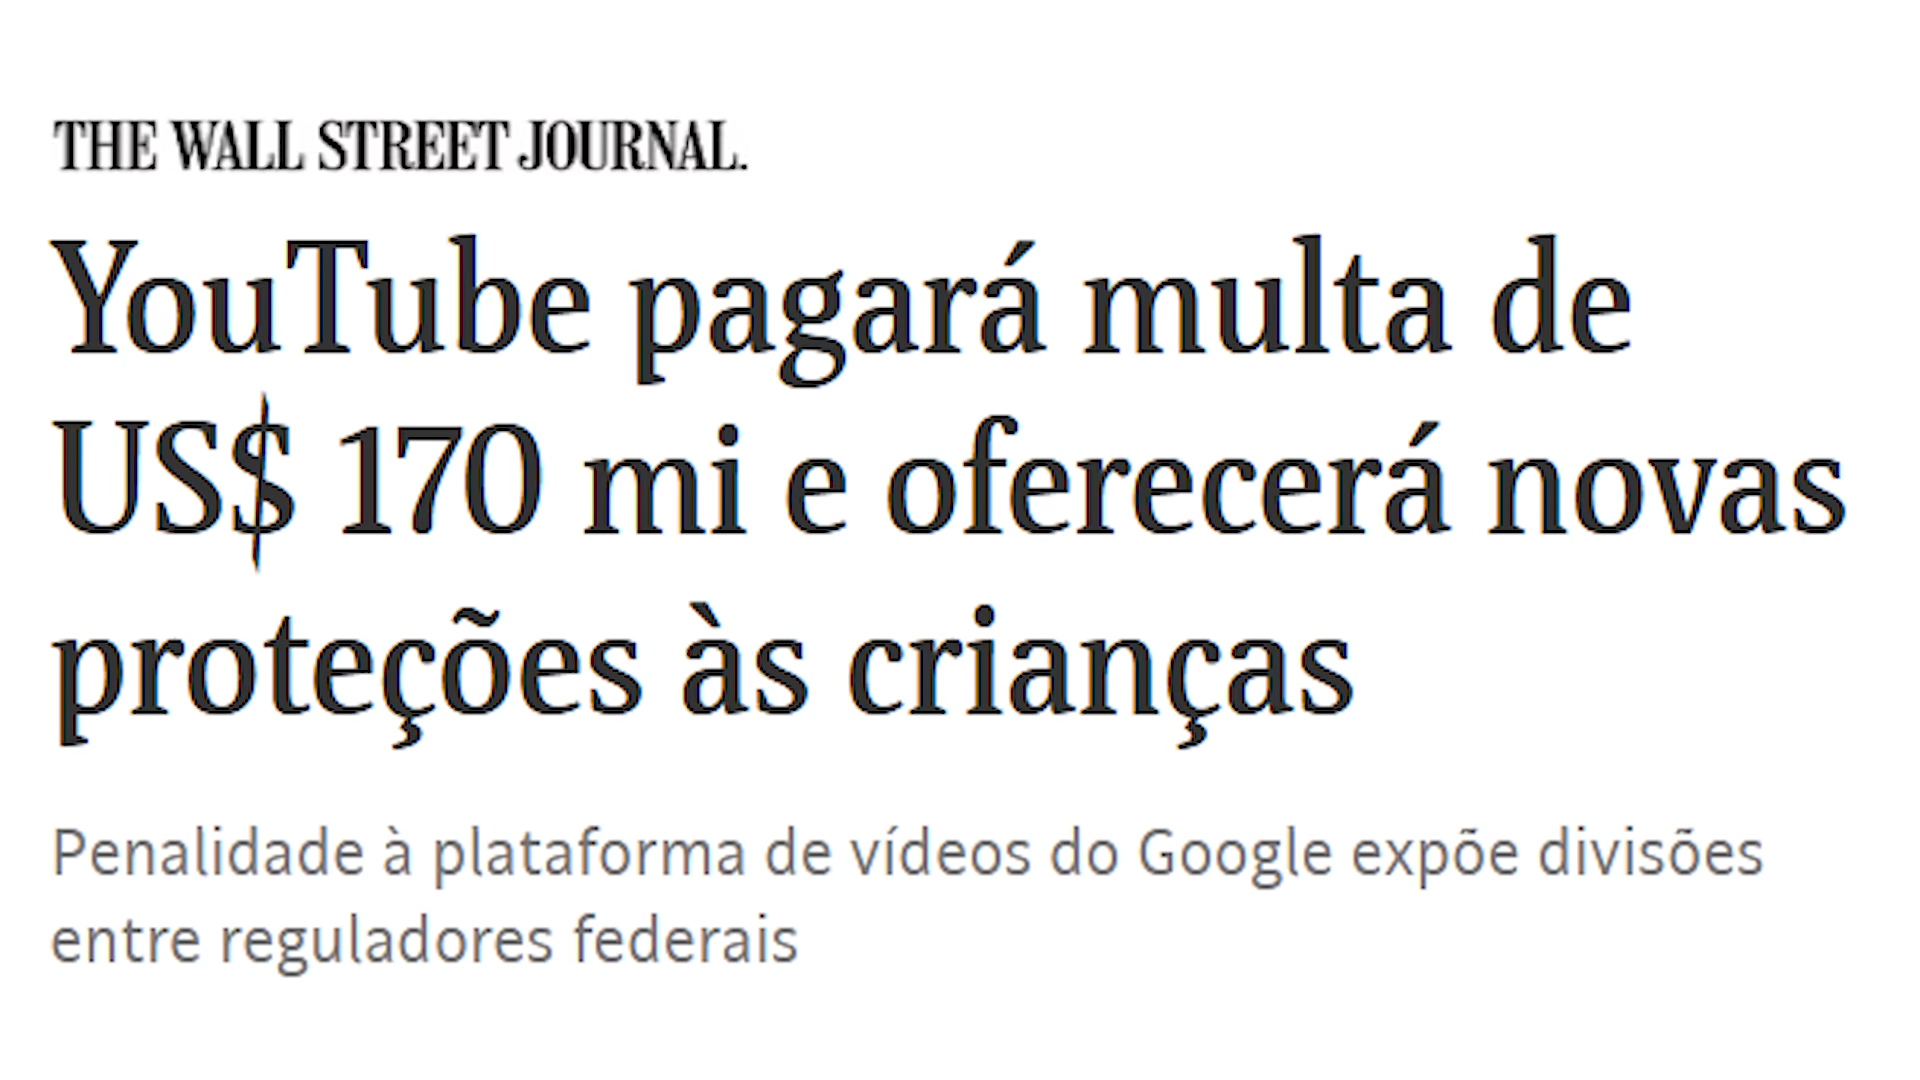 THE WALL STREET JOURNAL.
YouTube pagará multa de
US$ 170 mi e oferecerá novas
proteções às crianças
Penalidade à plataforma de vídeos do Google expõe divisões
entre reguladores federais